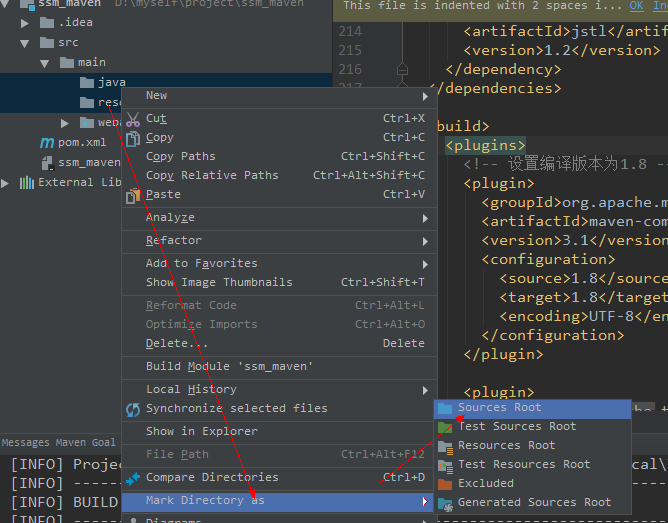 ssm_maven D:\myself\project\ssm_maven
.idea
src
main
java
reso
weba
pom.xml
ssm_maven
External Lib
New
Cut Ctrl+X
Copy Ctrl+C
Copy Paths Ctrl+Shift+C
Copy Relative Paths Ctrl+Alt+Shift+C
Paste Ctrl+V
Analyze
Refactor
Add to Favorites
Show Image Thumbnails Ctrl+Shift+T
Reformat Code Ctrl+Alt+L
Optimize Imports Ctrl+Alt+O
Delete... Delete
Build Module 'ssm_maven'
Local History
Synchronize selected files
Show in Explorer
File Path Ctrl+Alt+F12
Compare Directories Ctrl+D
Mark Directory as
Diagrams
Sources Root
Test Sources Root
Resources Root
Test Resources Root
Excluded
Generated Sources Root
This file is indented with 2 spaces i... OK In
214 <artifactId>jstl</artif
215 <version>1.2</version>
216 </dependency>
217 </dependencies>
build>
<plugins>
<!-- 设置编译版本为1.8 -
<plugin>
<groupId>org.apache.m
<artifactId>maven-com
<version>3.1</version
<configuration>
<source>1.8</source
<target>1.8</target
<encoding>UTF-8</en
</configuration>
</plugin>
<plugin>
Messages Maven Goal
[INFO] Projec
[INFO] -----
[INFO] BUILD
[INFO] -----
cal\